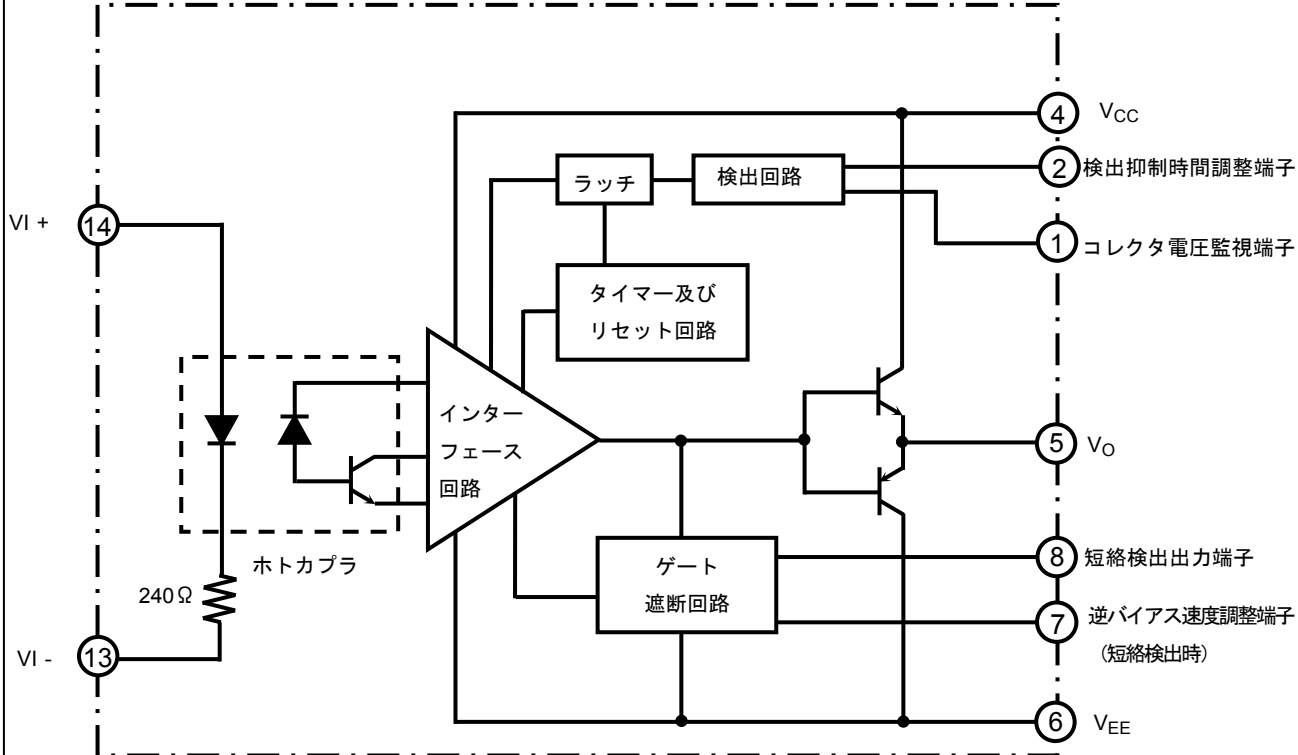 4 V_CC
2 検出抑制時間調整端子
ラッチ
検出回路
VI +
14
1 コレクタ電圧監視端子
タイマー及び
リセット回路
インター
フェース
回路
5 V_O
ホトカプラ
240Ω
ゲート
遮断回路
8 短絡検出出力端子
7 逆バイアス速度調整端子
(短絡検出時)
VI -
13
6 V_EE